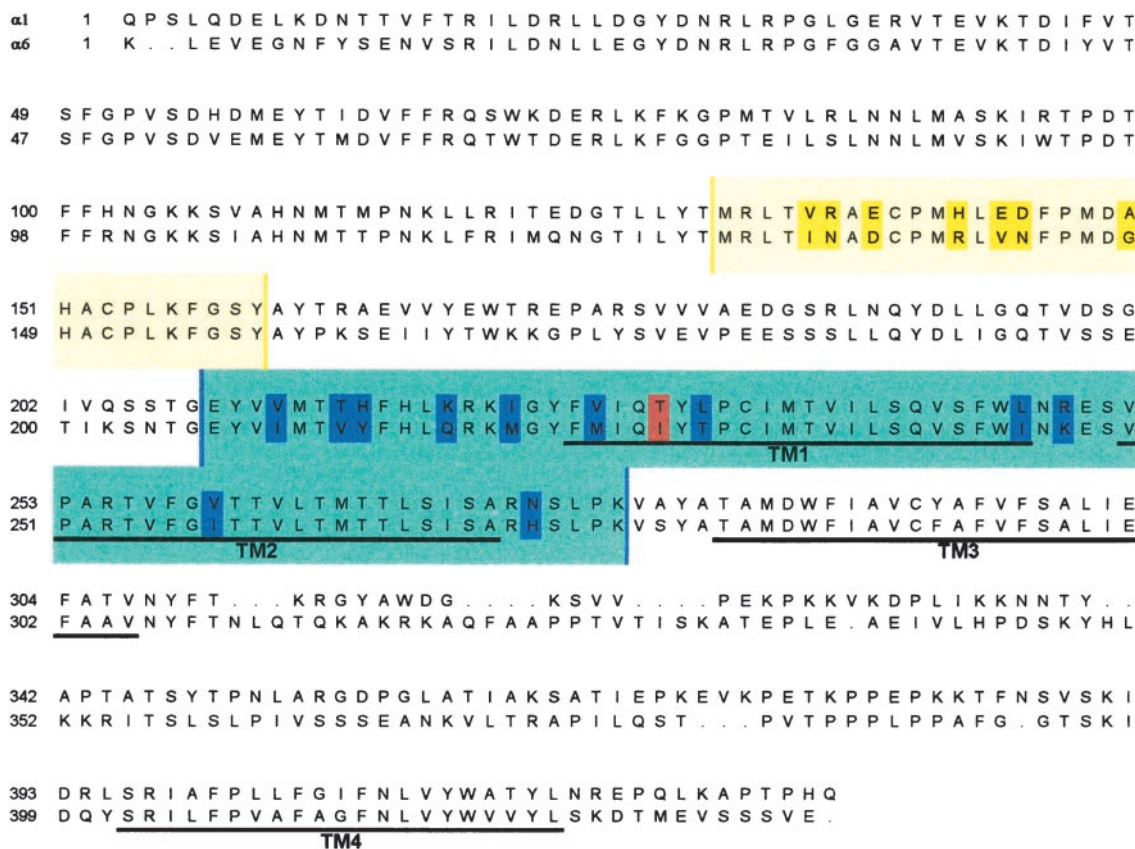 α1 1 Q P S L Q D E L K D N T T V F T R I L D R L L D G Y D N R L R P G L G E R V T E V K T D I F V T
α6 1 K . . L E V E G N F Y S E N V S R I L D N L L E G Y D N R L R P G F G G A V T E V K T D I Y V T
49 S F G P V S D H D M E Y T I D V F F R Q S W K D E R L K F K G P M T V L R L N N L M A S K I R T P D T
47 S F G P V S D V E M E Y T M D V F F R Q T W T D E R L K F G G P T E I L S L N N L M V S K I W T P D T
100 F F H N G K K S V A H N M T M P N K L L R I T E D G T L L Y T M R L T V R A E C P M H L E D F P M D A
98 F F R N G K K S I A H N M T T P N K L F R I M Q N G T I L Y T M R L T I N A D C P M R L V N F P M D G
151 H A C P L K F G S Y A Y T R A E V V Y E W T R E P A R S V V V A E D G S R L N Q Y D L L G Q T V D S G
149 H A C P L K F G S Y A Y P K S E I I Y T W K K G P L Y S V E V P E E S S S L L Q Y D L I G Q T V S S E
202 I V Q S S T G E Y V V M T T H F H L K R K I G Y F V I Q T Y L P C I M T V I L S Q V S F W L N R E S V
200 T I K S N T G E Y V I M T V Y F H L Q R K M G Y F M I Q I Y T P C I M T V I L S Q V S F W I N K E S V
TM1
253 P A R T V F G V T T V L T M T T L S I S A R N S L P K V A Y A T A M D W F I A V C Y A F V F S A L I E
251 P A R T V F G I T T V L T M T T L S I S A R H S L P K V S Y A T A M D W F I A V C F A F V F S A L I E
TM2 TM3
304 F A T V N Y F T . . . K R G Y A W D G . . . . K S V V . . . . P E K P K K V K D P L I K K N N T Y . .
302 F A A V N Y F T N L Q T Q K A K R K A Q F A A P P T V T I S K A T E P L E . A E I V L H P D S K Y H L
342 A P T A T S Y T P N L A R G D P G L A T I A K S A T I E P K E V K P E T K P P E P K K T F N S V S K I
352 K K R I T S L S L P I V S S S E A N K V L T R A P I L Q S T . . . P V T P P P L P P A F G . G T S K I
393 D R L S R I A F P L L F G I F N L V Y W A T Y L N R E P Q L K A P T P H Q
399 D Q Y S R I L F P V A F A G F N L V Y W V V Y L S K D T M E V S S S V E .
TM4